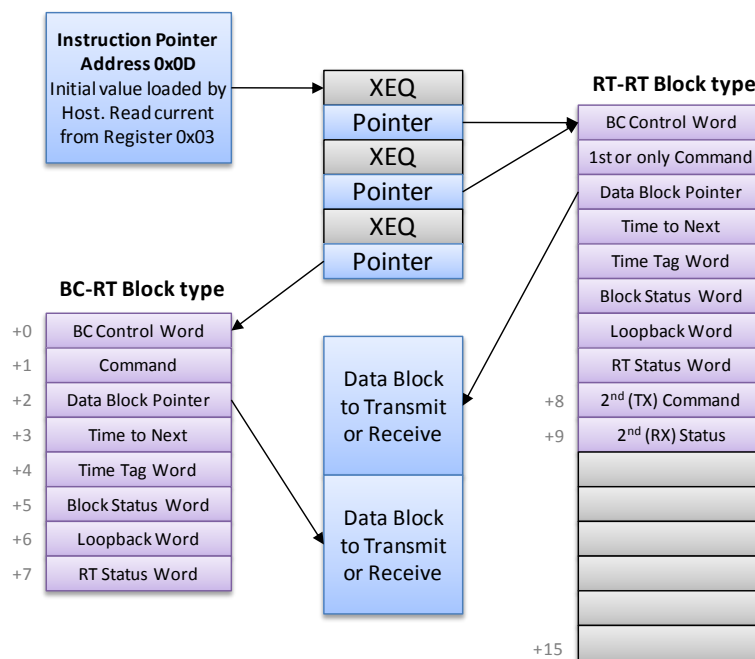 Instruction Pointer
Address 0x0D
Initial value loaded by
Host. Read current
from Register 0x03
XEQ
Pointer
XEQ
Pointer
XEQ
Pointer
RT-RT Block type
BC Control Word
1st or only Command
Data Block Pointer
Time to Next
Time Tag Word
Block Status Word
Loopback Word
RT Status Word
+8 2nd (TX) Command
+9 2nd (RX) Status
+15
BC-RT Block type
+0 BC Control Word
+1 Command
+2 Data Block Pointer
+3 Time to Next
+4 Time Tag Word
+5 Block Status Word
+6 Loopback Word
+7 RT Status Word
Data Block
to Transmit
or Receive
Data Block
to Transmit
or Receive